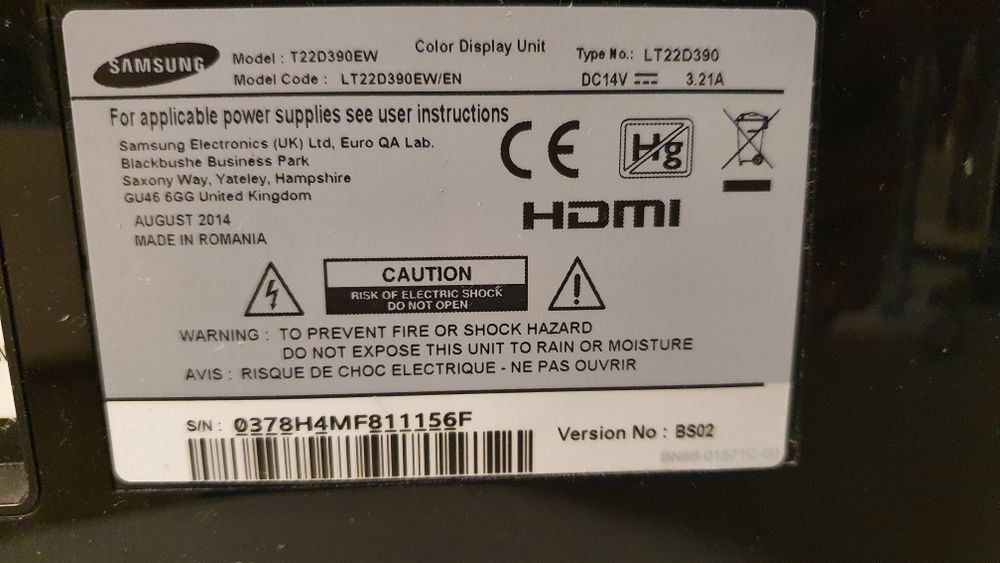 SAMSUNG
Model : T22D390EW
Color Display Unit
Type No.: LT22D390
Model Code : LT22D390EW/EN
DC14V 3.21A
For applicable power supplies see user instructions
Samsung Electronics (UK) Ltd, Euro QA Lab.
Blackbushe Business Park
Saxony Way, Yateley, Hampshire
GU46 6GG United Kingdom
AUGUST 2014
MADE IN ROMANIA
CE
Hg
HDMI
CAUTION
RISK OF ELECTRIC SHOCK
DO NOT OPEN
WARNING : TO PREVENT FIRE OR SHOCK HAZARD
DO NOT EXPOSE THIS UNIT TO RAIN OR MOISTURE
AVIS : RISQUE DE CHOC ELECTRIQUE - NE PAS OUVRIR
S/N : 0378H4MF811156F
Version No : BS02
BN68-01571C-00